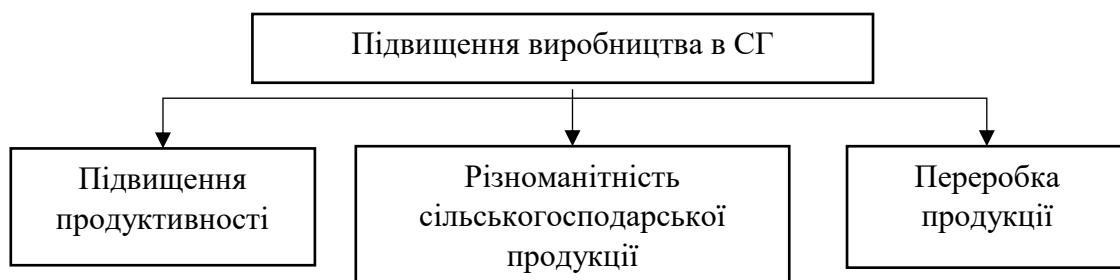 Підвищення виробництва в СГ
Підвищення
продуктивності
Різноманітність
сільськогосподарської
продукції
Переробка
продукції